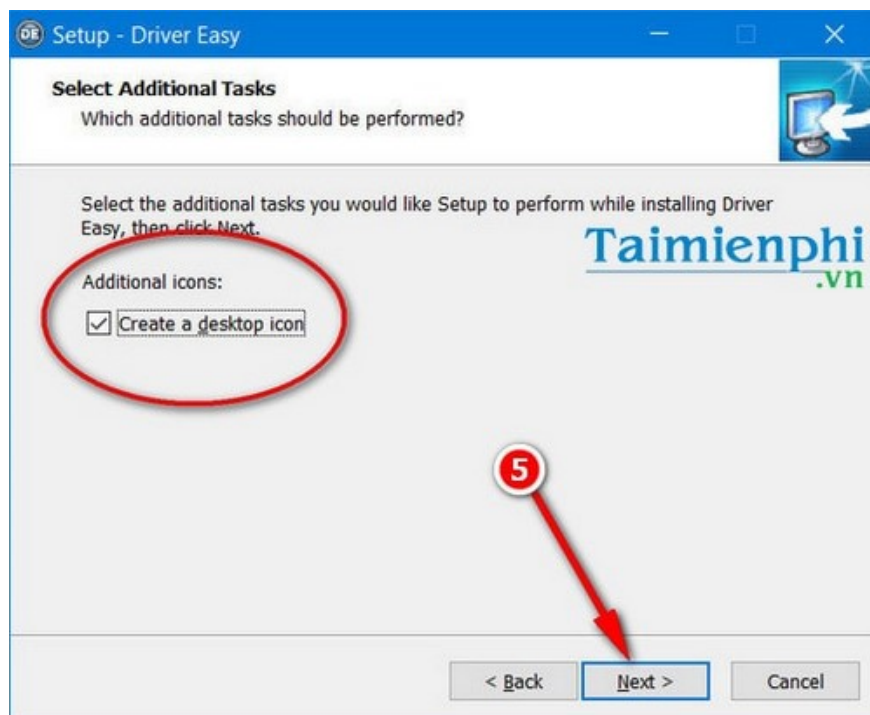 DE Setup - Driver Easy
Select Additional Tasks
Which additional tasks should be performed?
Select the additional tasks you would like Setup to perform while installing Driver
Easy, then click Next.
Taimienphi
.vn
Additional icons:
Create a desktop icon
5
< Back Next > Cancel